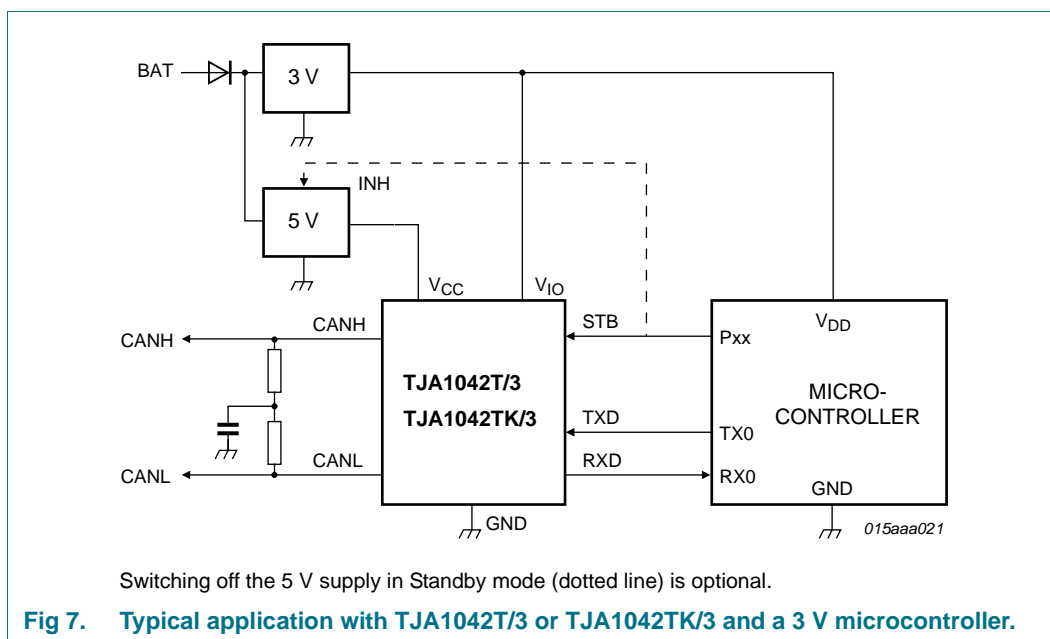 BAT
3 V
INH
5 V
VCC
VIO
CANH
CANH
STB
Pxx
VDD
TJA1042T/3
TJA1042TK/3
MICRO-
CONTROLLER
TXD
TX0
CANL
CANL
RXD
RX0
GND
GND
015aaa021
Switching off the 5 V supply in Standby mode (dotted line) is optional.
Fig 7. Typical application with TJA1042T/3 or TJA1042TK/3 and a 3 V microcontroller.